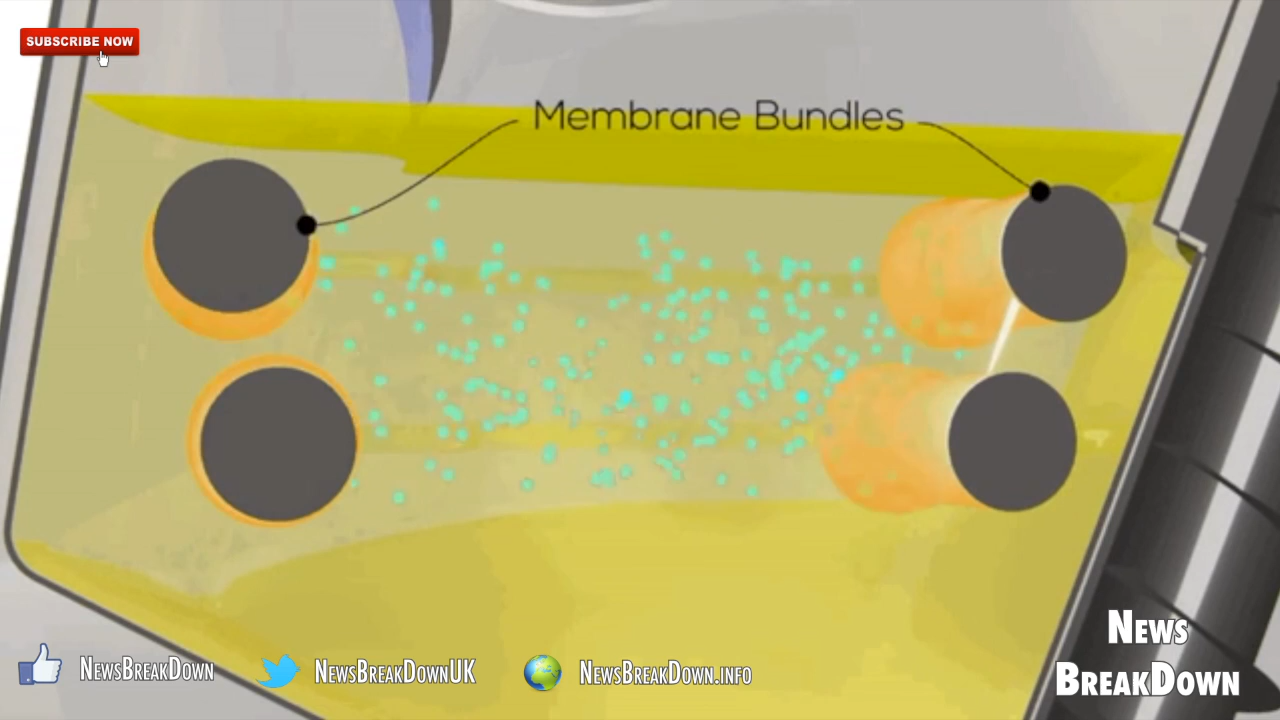 SUBSCRIBE NOW
Membrane Bundles
NEWS
BREAKDOWN
NEWSBREAKDOWN
NEWSBREAKDOWNUK
NEWSBREAKDOWN.INFO